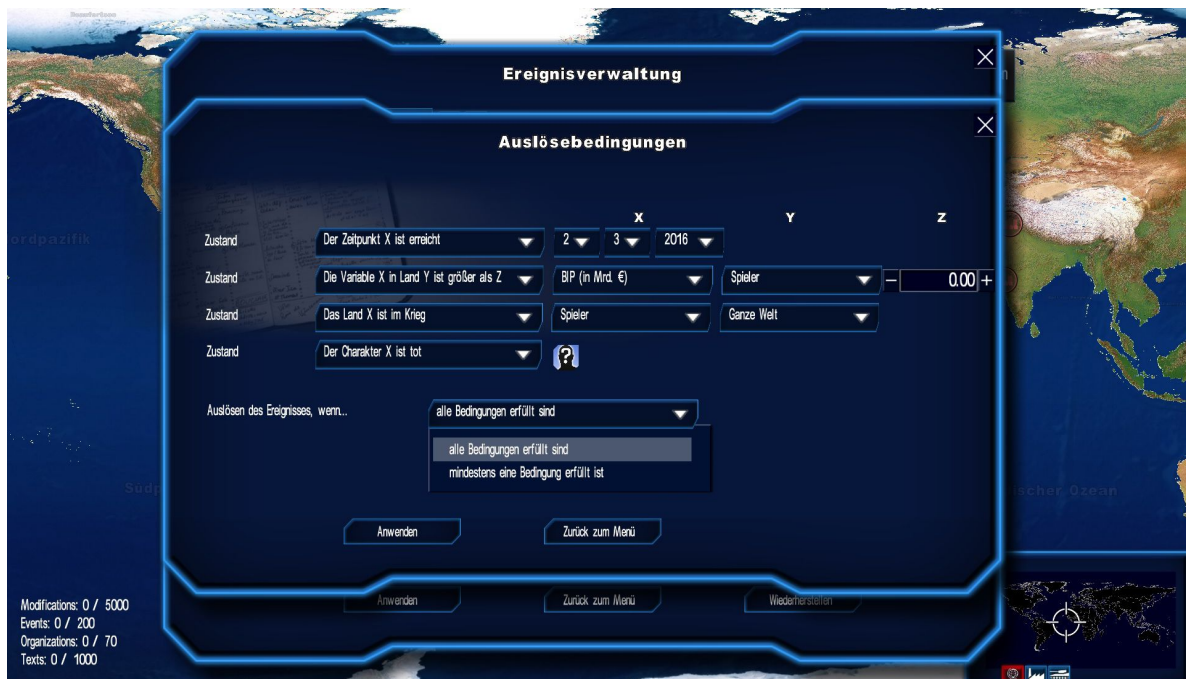 Ereignisverwaltung
Auslösebedingungen
X Y Z
Zustand Der Zeitpunkt X ist erreicht 2 3 2016
Zustand Die Variable X in Land Y ist größer als Z BIP (in Mrd. €) Spieler − 0.00 +
Zustand Das Land X ist im Krieg Spieler Ganze Welt
Zustand Der Charakter X ist tot ?
Auslösen des Ereignisses, wenn... alle Bedingungen erfüllt sind
alle Bedingungen erfüllt sind
mindestens eine Bedingung erfüllt ist
Anwenden Zurück zum Menü
Anwenden Zurück zum Menü Wiederherstellen
ordpazifik
Südp
ischer Ozean
Modifications: 0 / 5000
Events: 0 / 200
Organizations: 0 / 70
Texts: 0 / 1000